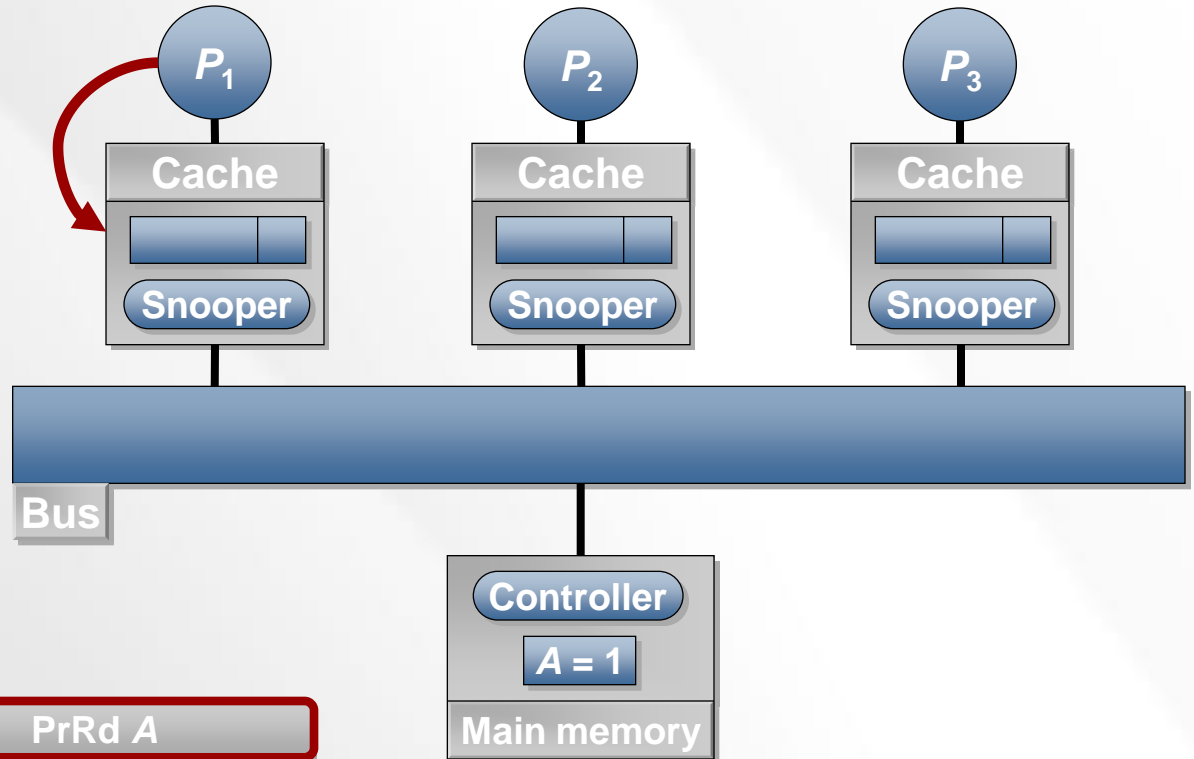 P1
P2
P3
Cache
Cache
Cache
Snooper
Snooper
Snooper
Bus
Controller
A = 1
PrRd A
Main memory